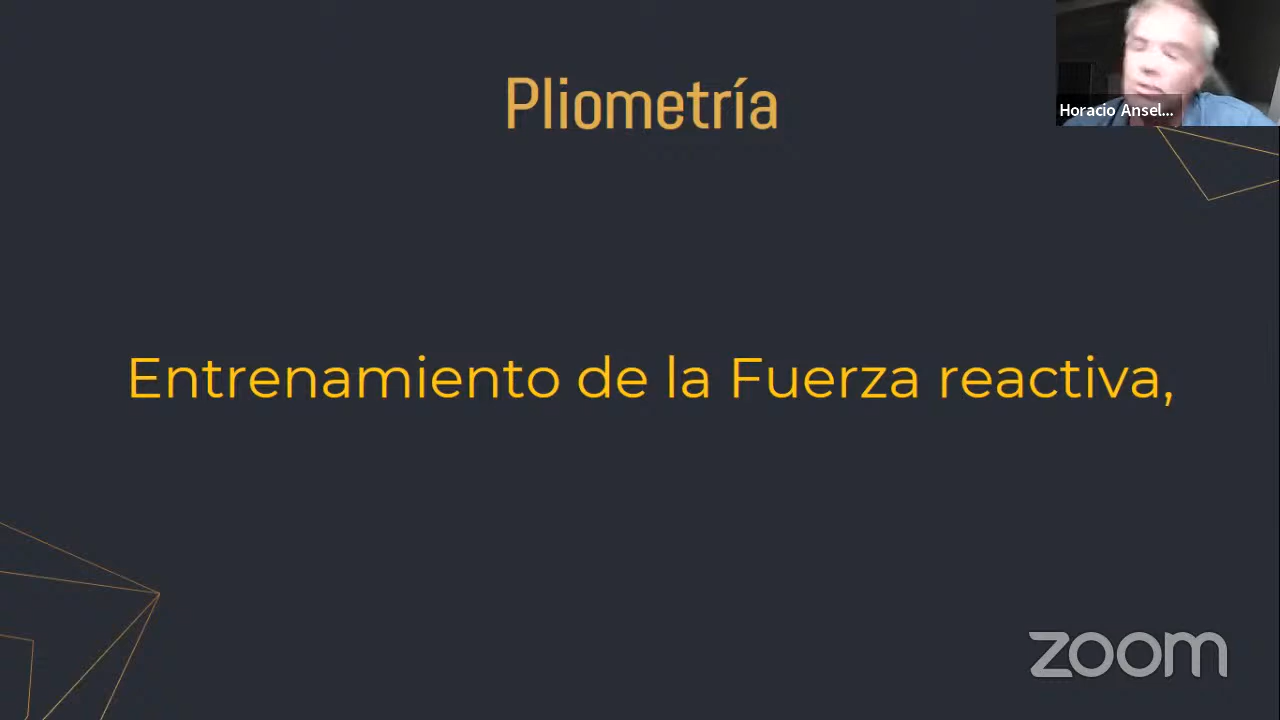 Pliometría
Horacio Ansel...
Entrenamiento de la Fuerza reactiva,
zoom